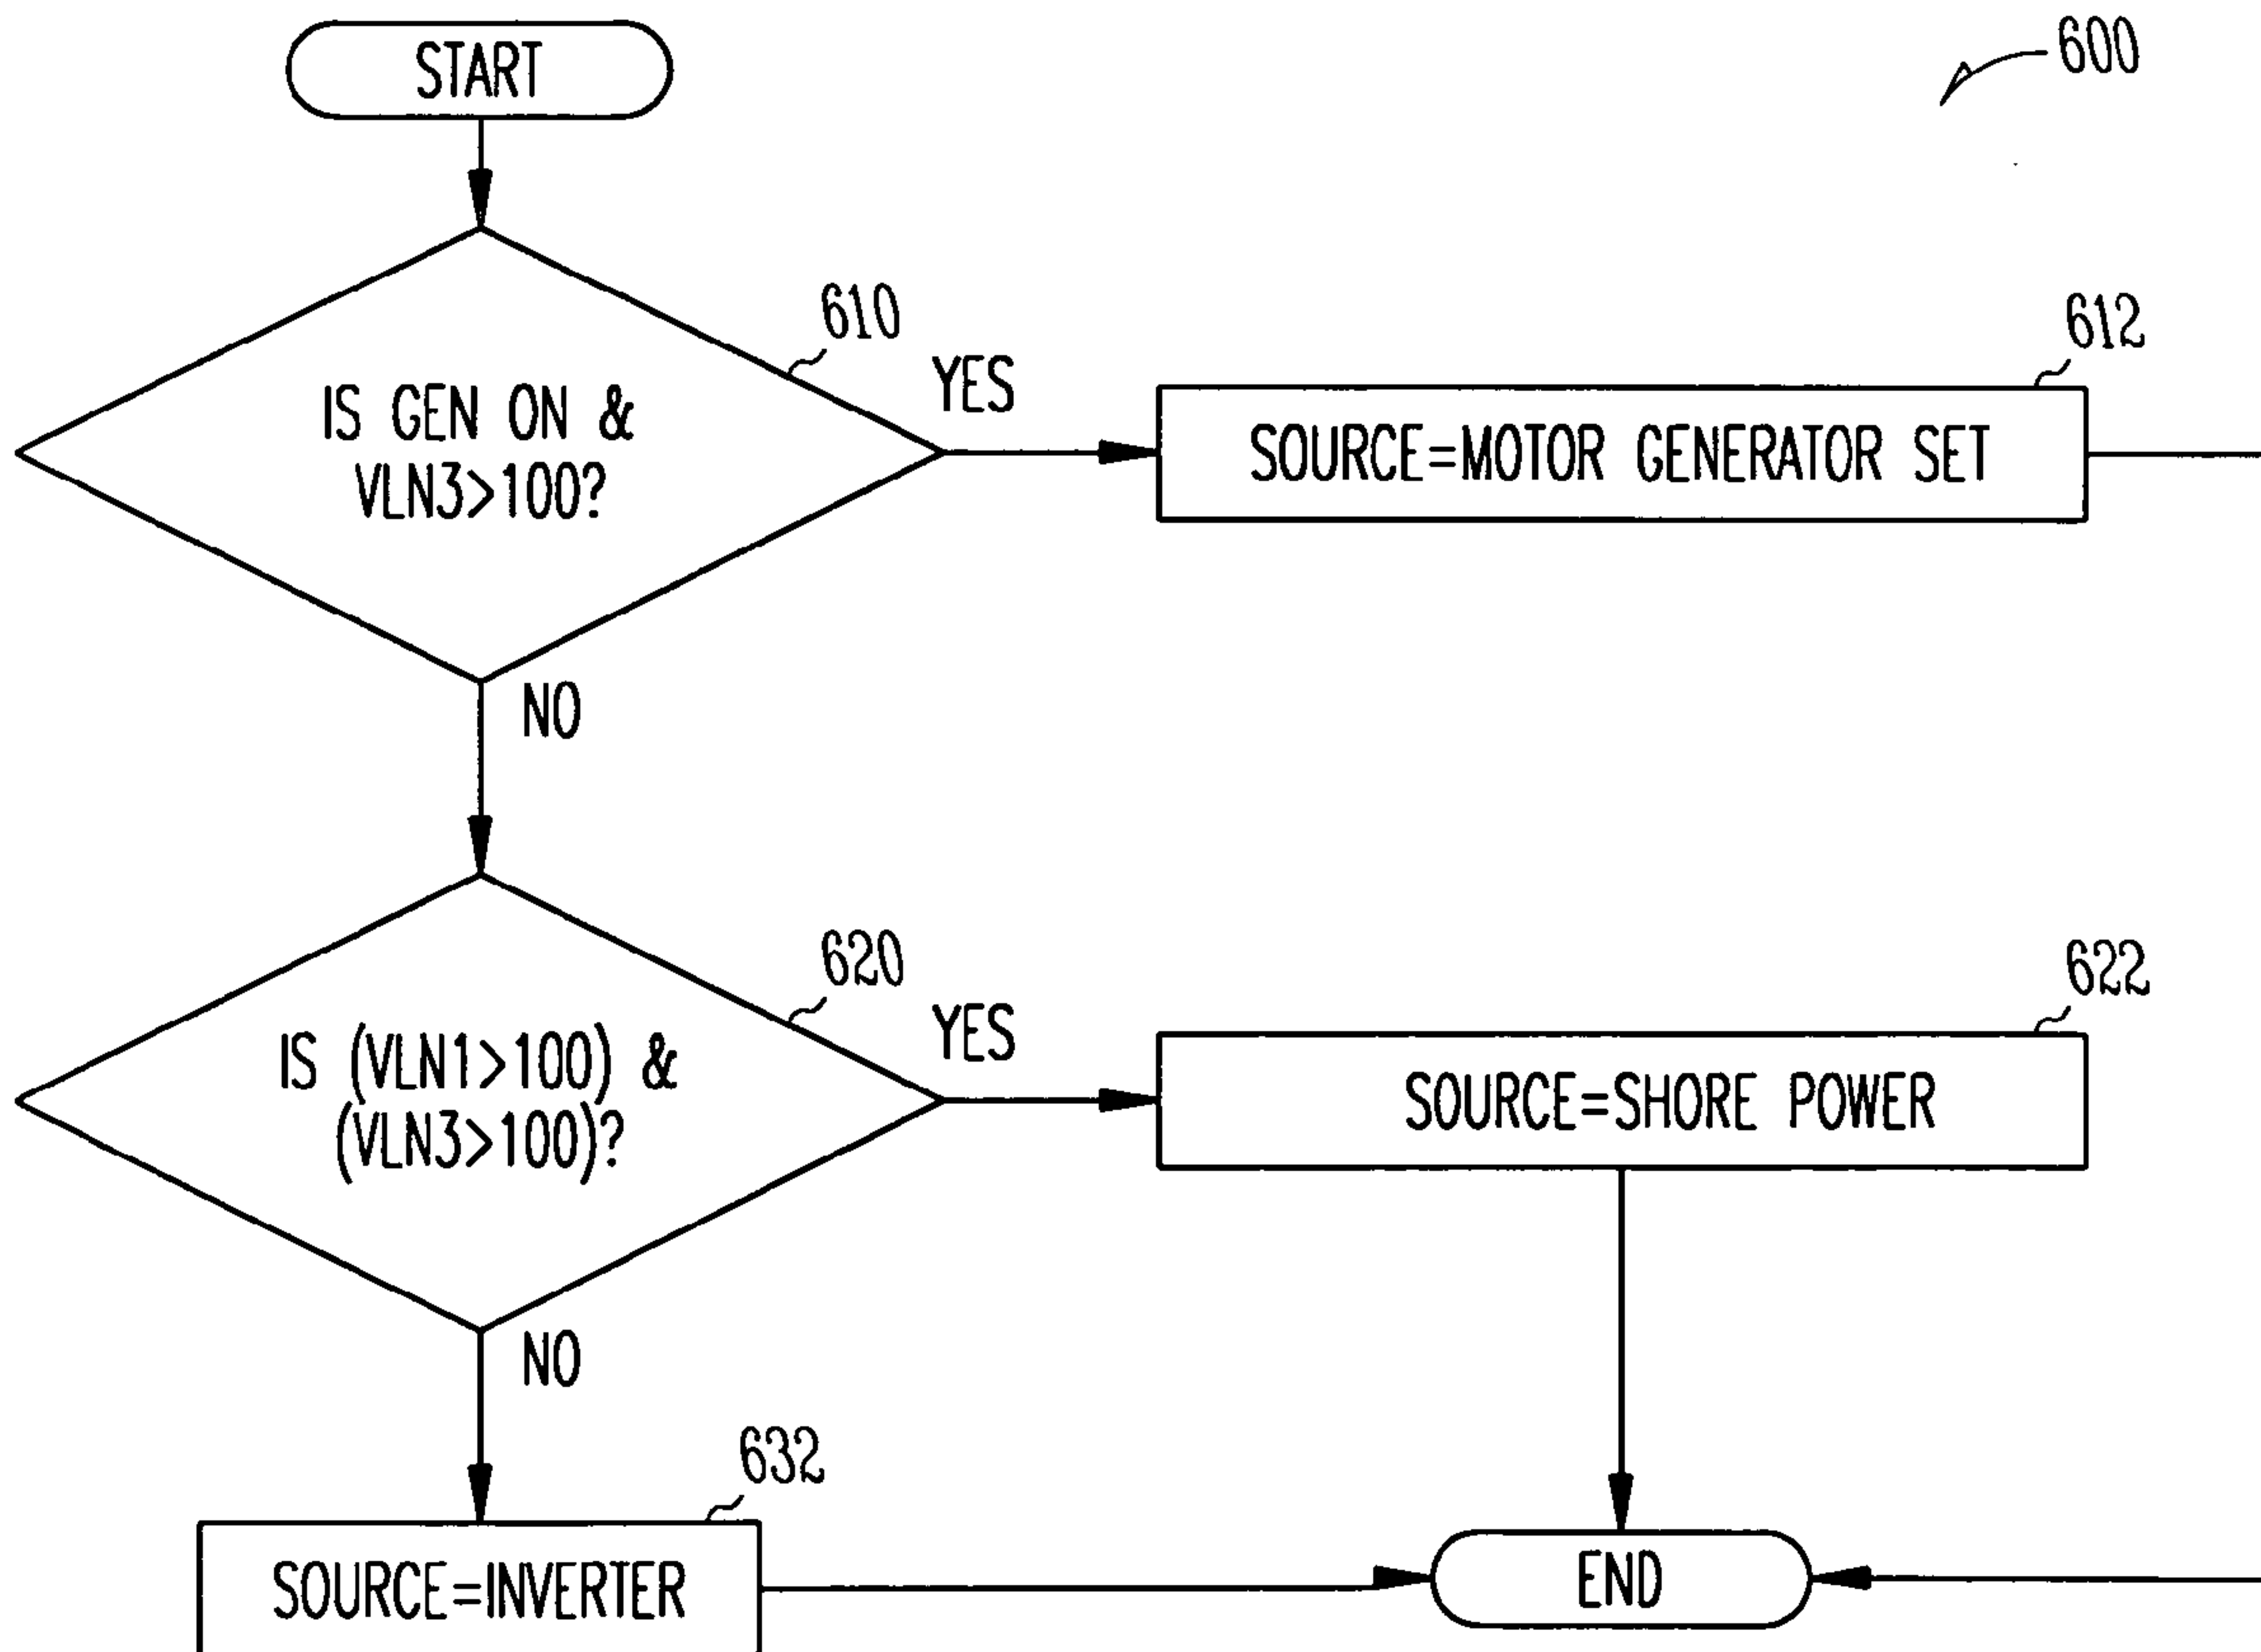 START
600
610
IS GEN ON &
VLN3>100?
YES
612
SOURCE=MOTOR GENERATOR SET
NO
620
IS (VLN1>100) &
(VLN3>100)?
YES
622
SOURCE=SHORE POWER
NO
632
SOURCE=INVERTER
END